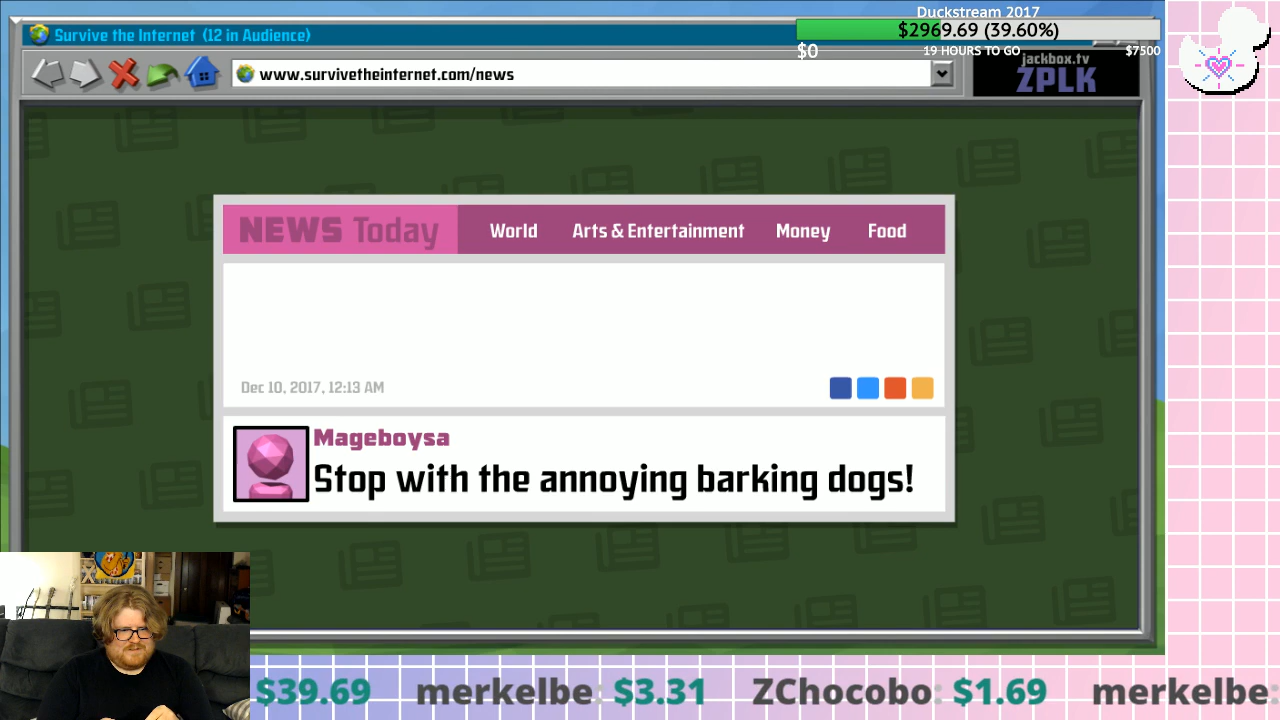 Duckstream 2017
Survive the Internet (12 in Audience)
$2969.69 (39.60%)
$0
19 HOURS TO GO
$7500
www.survivetheinternet.com/news
jackbox.tv
ZPLK
NEWS Today
World
Arts & Entertainment
Money
Food
Dec 10, 2017, 12:13 AM
Mageboysa
Stop with the annoying barking dogs!
$39.69 merkelbe: $3.31 ZChocobo: $1.69 merkelbe: